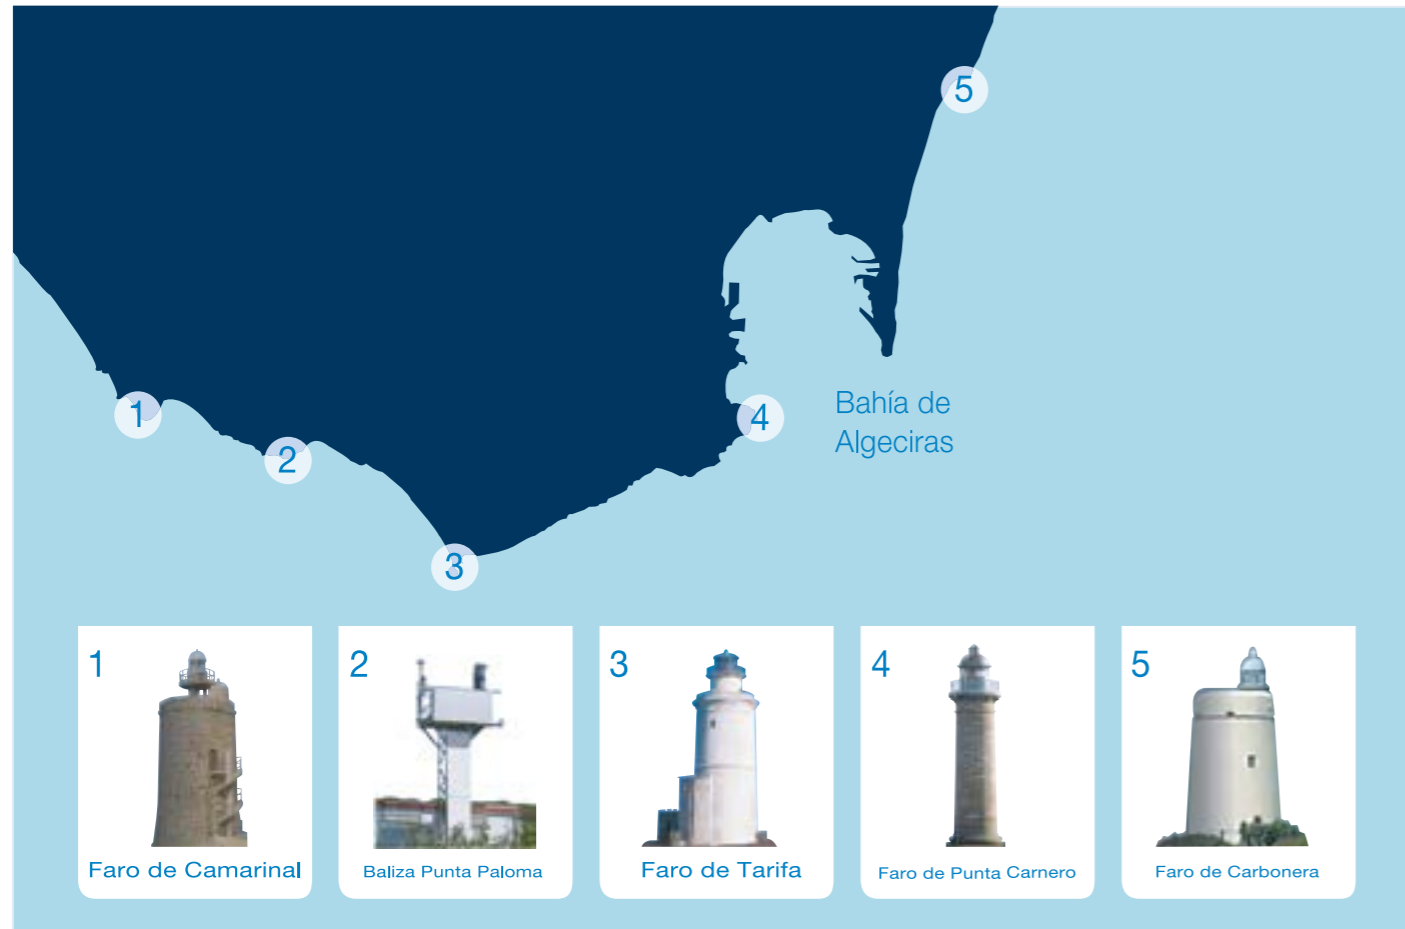 5
1
2
3
4
Bahía de
Algeciras
1
2
3
4
5
Faro de Camarinal
Baliza Punta Paloma
Faro de Tarifa
Faro de Punta Carnero
Faro de Carbonera